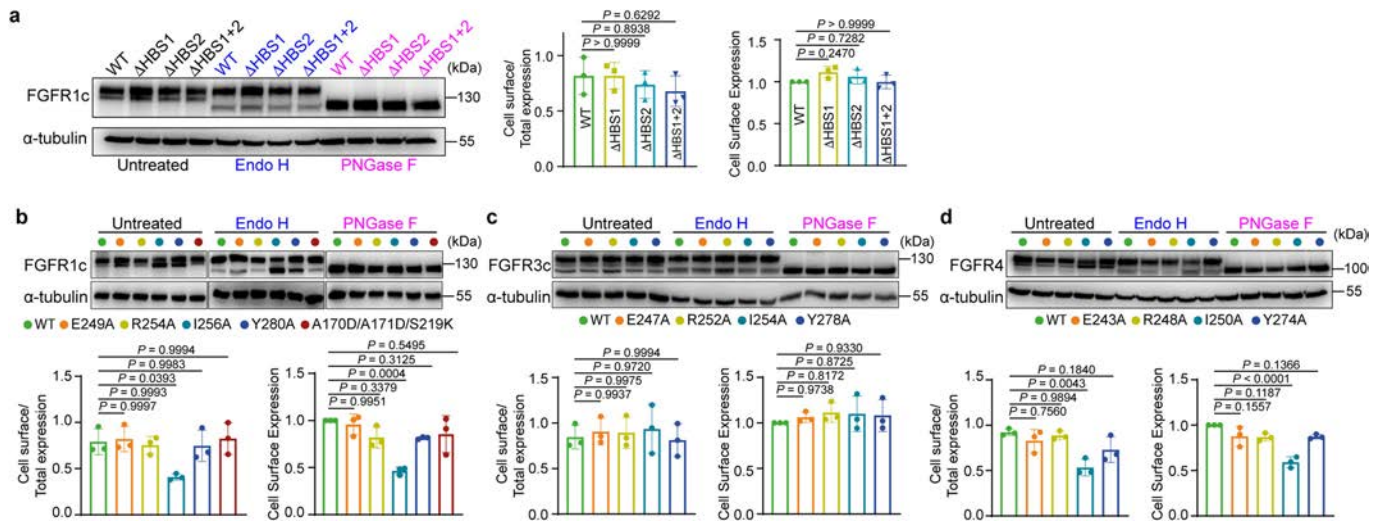 a
WT ΔHBS1 ΔHBS2 ΔHBS1+2 WT ΔHBS1 ΔHBS2 ΔHBS1+2 WT ΔHBS1 ΔHBS2 ΔHBS1+2
(kDa)
FGFR1c
130
α-tubulin
55
Untreated Endo H PNGase F
P = 0.6292
P = 0.8938
P > 0.9999
1.5
1.0
0.5
0.0
Cell surface/
Total expression
WT ΔHBS1 ΔHBS2 ΔHBS1+2
P > 0.9999
P = 0.7282
P = 0.2470
1.5
1.0
0.5
0.0
Cell Surface Expression
WT ΔHBS1 ΔHBS2 ΔHBS1+2
b
Untreated Endo H PNGase F
(kDa)
FGFR1c
130
α-tubulin
55
WT E249A R254A I256A Y280A A170D/A171D/S219K
P = 0.9994
P = 0.9983
P = 0.0393
P = 0.9993
P = 0.9997
1.5
1.0
0.5
0.0
Cell surface/
Total expression
P = 0.5495
P = 0.3125
P = 0.0004
P = 0.3379
P = 0.9951
1.5
1.0
0.5
0.0
Cell Surface Expression
c
Untreated Endo H PNGase F
(kDa)
FGFR3c
130
α-tubulin
55
WT E247A R252A I254A Y278A
P = 0.9994
P = 0.9720
P = 0.9975
P = 0.9937
1.5
1.0
0.5
0.0
Cell surface/
Total expression
P = 0.9330
P = 0.8725
P = 0.8172
P = 0.9738
1.5
1.0
0.5
0.0
Cell Surface Expression
d
Untreated Endo H PNGase F
(kDa)
FGFR4
100
α-tubulin
55
WT E243A R248A I250A Y274A
P = 0.1840
P = 0.0043
P = 0.9894
P = 0.7560
1.5
1.0
0.5
0.0
Cell surface/
Total expression
P = 0.1366
P < 0.0001
P = 0.1187
P = 0.1557
1.5
1.0
0.5
0.0
Cell Surface Expression